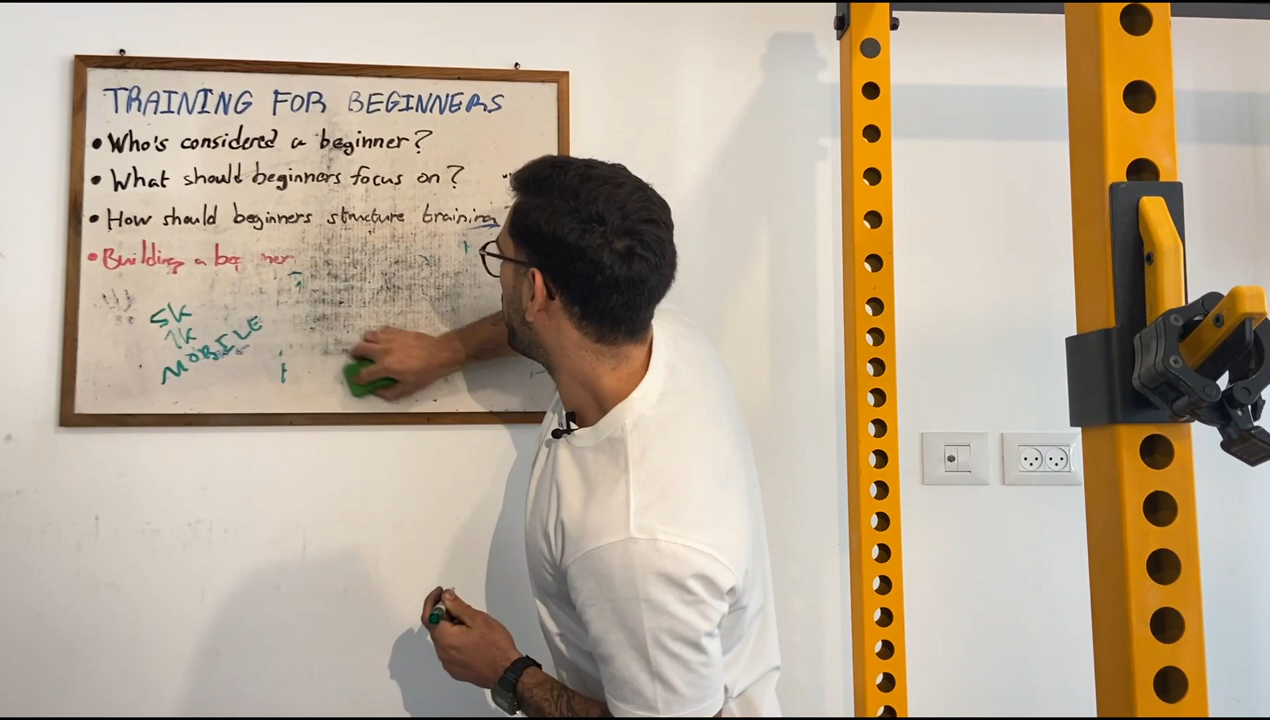 TRAINING FOR BEGINNERS
• Who's considered a beginner?
• What should beginners focus on?
• How should beginners structure training
• Building a
5k
1k
MOBILE